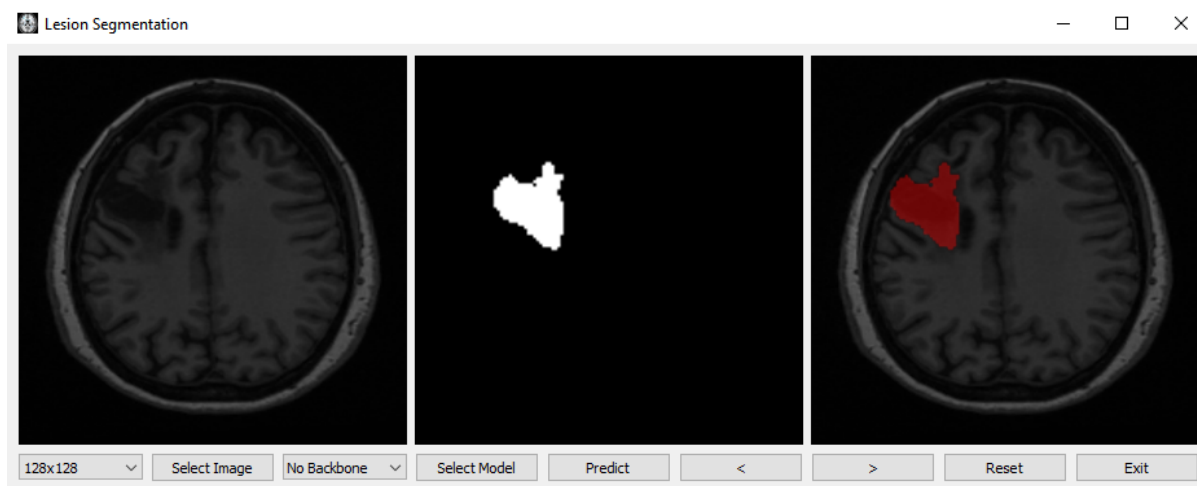 Lesion Segmentation
128x128 Select Image No Backbone Select Model Predict < > Reset Exit